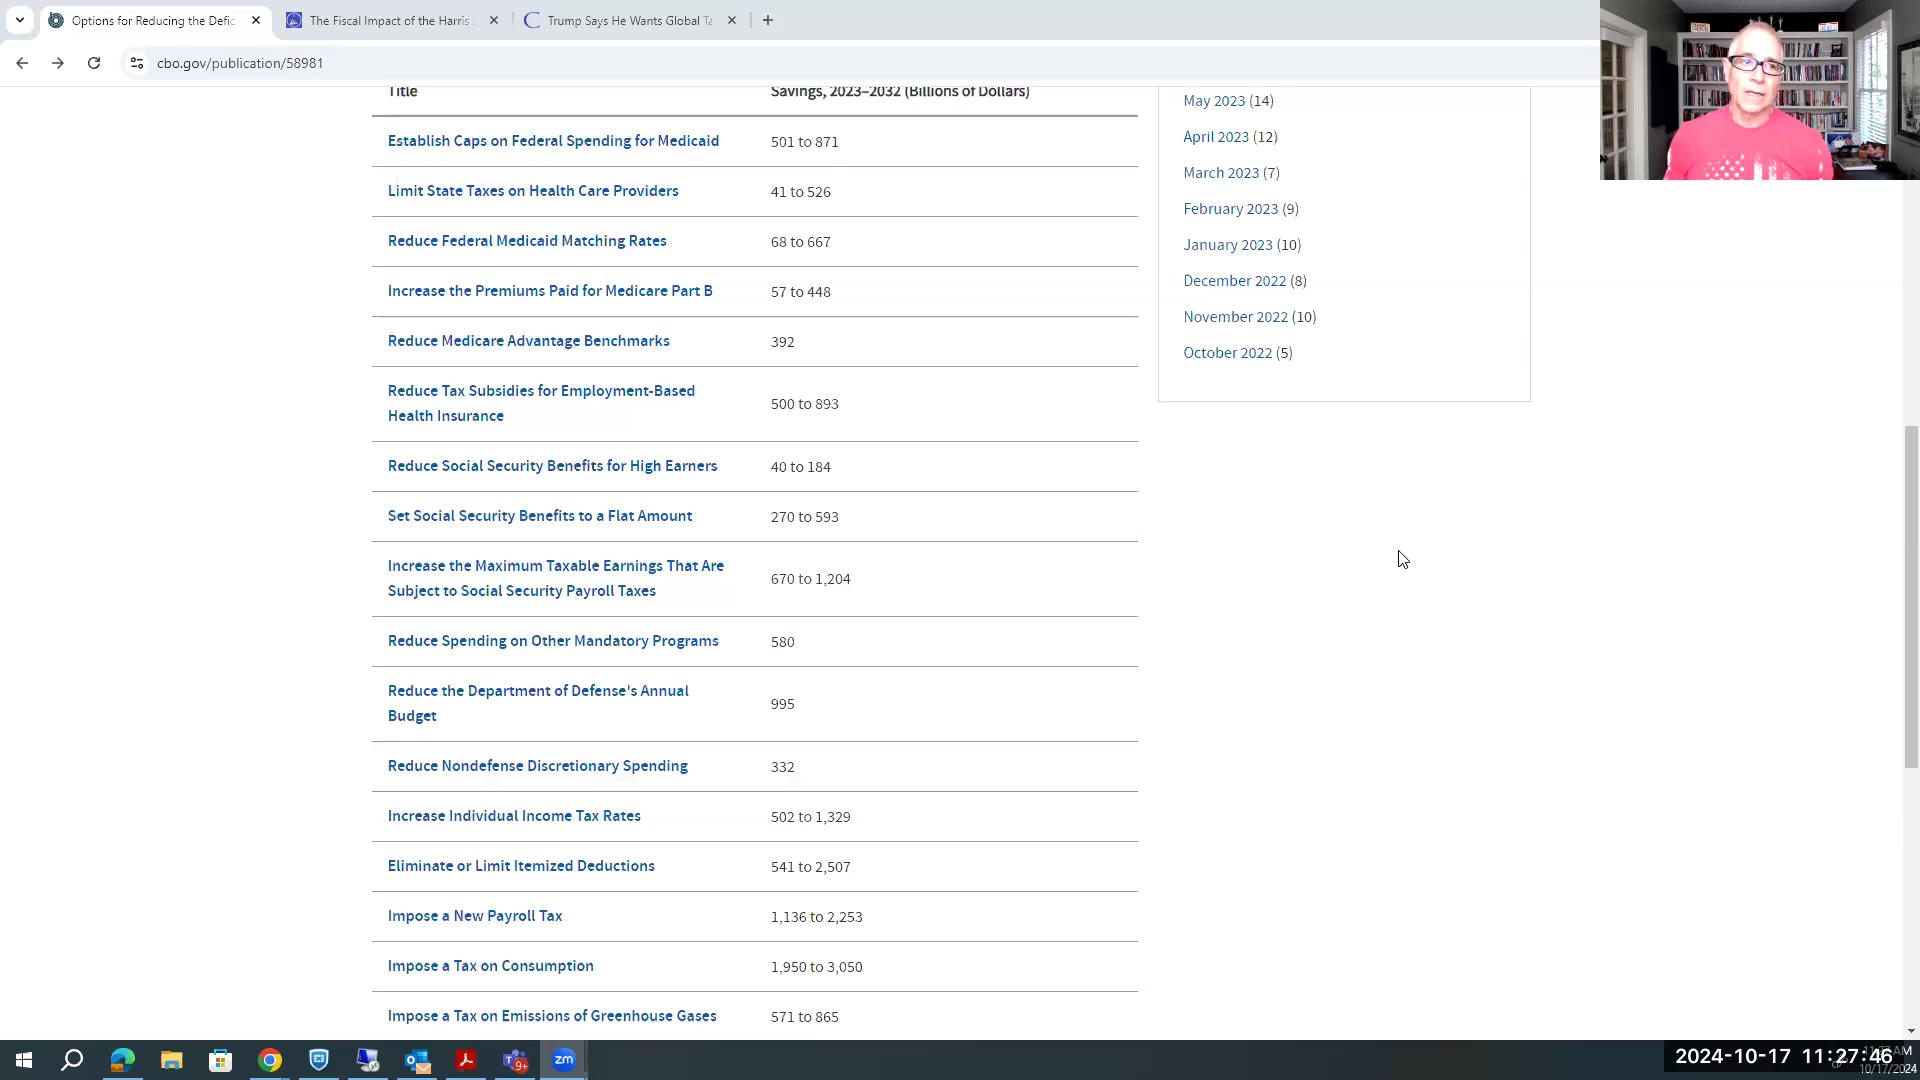 Options for Reducing the Defic
The Fiscal Impact of the Harris
Trump Says He Wants Global Ta
cbo.gov/publication/58981
Title Savings, 2023–2032 (Billions of Dollars)
Establish Caps on Federal Spending for Medicaid 501 to 871
Limit State Taxes on Health Care Providers 41 to 526
Reduce Federal Medicaid Matching Rates 68 to 667
Increase the Premiums Paid for Medicare Part B 57 to 448
Reduce Medicare Advantage Benchmarks 392
Reduce Tax Subsidies for Employment-Based
Health Insurance 500 to 893
Reduce Social Security Benefits for High Earners 40 to 184
Set Social Security Benefits to a Flat Amount 270 to 593
Increase the Maximum Taxable Earnings That Are
Subject to Social Security Payroll Taxes 670 to 1,204
Reduce Spending on Other Mandatory Programs 580
Reduce the Department of Defense's Annual
Budget 995
Reduce Nondefense Discretionary Spending 332
Increase Individual Income Tax Rates 502 to 1,329
Eliminate or Limit Itemized Deductions 541 to 2,507
Impose a New Payroll Tax 1,136 to 2,253
Impose a Tax on Consumption 1,950 to 3,050
Impose a Tax on Emissions of Greenhouse Gases 571 to 865
May 2023 (14)
April 2023 (12)
March 2023 (7)
February 2023 (9)
January 2023 (10)
December 2022 (8)
November 2022 (10)
October 2022 (5)
zm
9+
2024-10-17 11:27:46
10/17/2024